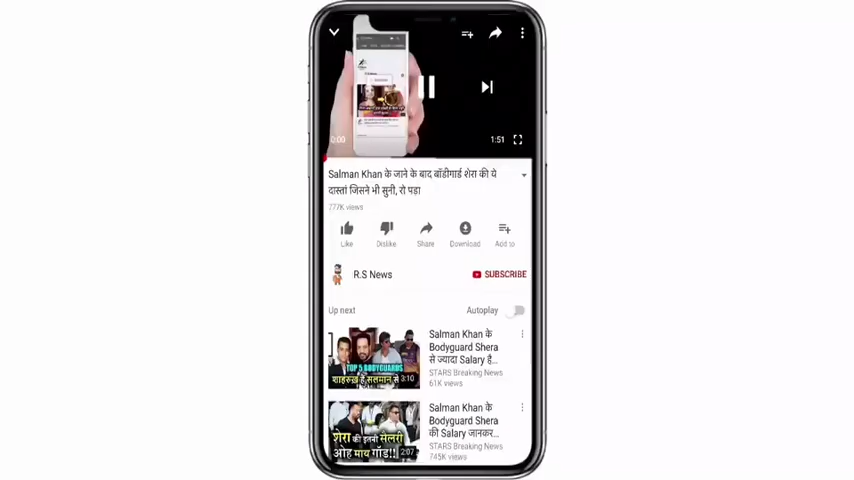 0:00
1:51
Salman Khan के जाने के बाद बॉडीगार्ड शेरा की ये
दास्तां जिसने भी सुनी, रो पड़ा
777K views
Like
Dislike
Share
Download
Add to
R.S News
SUBSCRIBE
Up next
Autoplay
TOP 5 BODYGUARDS
शाहरुख़ हैं सलमान से
3:10
Salman Khan के
Bodyguard Shera
से ज्यादा Salary है...
STARS Breaking News
61K views
शेरा की इतनी सैलरी
ओह माय गॉड!!
2:07
Salman Khan के
Bodyguard Shera
की Salary जानकर...
STARS Breaking News
745K views